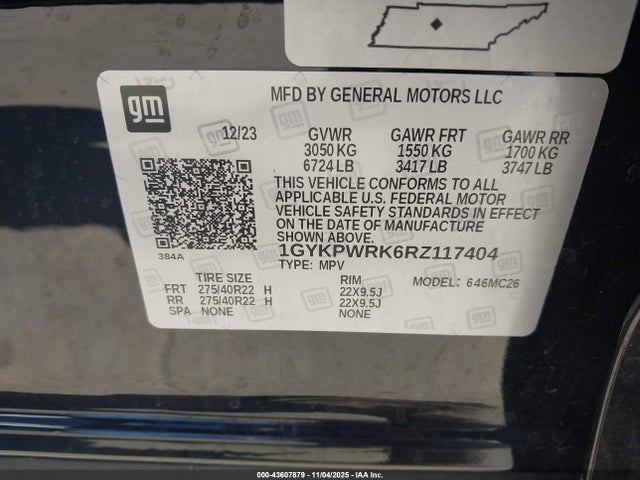 gm
MFD BY GENERAL MOTORS LLC
12/23 GVWR GAWR FRT GAWR RR
3050 KG 1550 KG 1700 KG
6724 LB 3417 LB 3747 LB
THIS VEHICLE CONFORMS TO ALL
APPLICABLE U.S. FEDERAL MOTOR
VEHICLE SAFETY STANDARDS IN EFFECT
ON THE DATE OF MANUFACTURE
SHOWN ABOVE.
384A
1GYKPWRK6RZ117404
TYPE: MPV
MODEL: 646MC26
TIRE SIZE RIM
FRT 275/40R22 H 22X9.5J
RR 275/40R22 H 22X9.5J
SPA NONE NONE
000-43607879 - 11/04/2025 - IAA Inc.